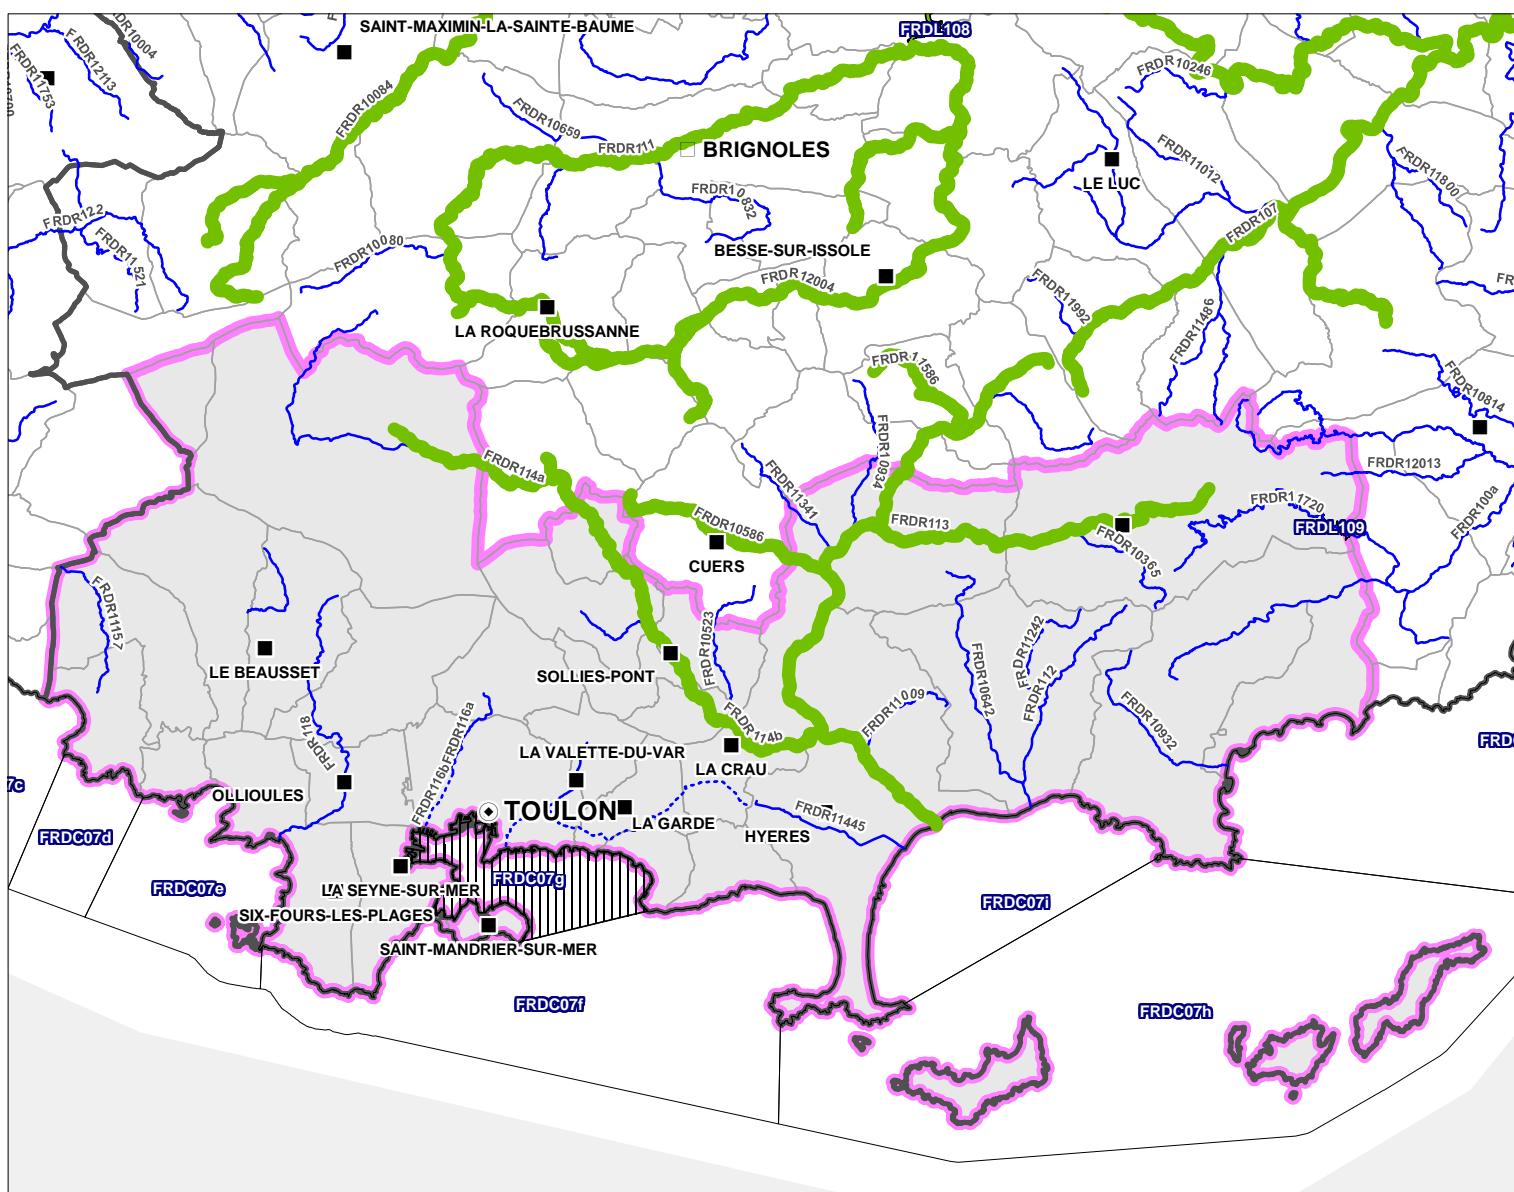 SAINT-MAXIMIN-LA-SAINTE-BAUME
FRDL108
FRDR10004
FRDR12113
FRDR11753
FRDR10084
FRDR10246
FRDR10659
FRDR111
BRIGNOLES
FRDR11012
LE LUC
FRDR11800
FRDR10832
FRDR122
FRDR11521
FRDR10080
FRDR107
BESSE-SUR-ISSOLE
FRDR12004
FRDR11992
FRDR11486
LA ROQUEBRUSSANNE
FRDR11586
FRDR10814
FRDR10934
FRDR114a
FRDR11341
FRDR12013
FRDR100a
FRDR11720
FRDL109
FRDR10586
FRDR113
FRDR10365
CUERS
FRDR11157
FRDR10523
FRDR11242
FRDR112
FRDR10642
LE BEAUSSET
SOLLIES-PONT
FRDR11009
FRDR10932
FRDR118
FRDR116a
FRDR116b
FRDR114b
LA VALETTE-DU-VAR
LA CRAU
OLLIOULES
TOULON
LA GARDE
FRDR11445
HYERES
FRDC07d
FRDC07e
FRDC07g
LA SEYNE-SUR-MER
SIX-FOURS-LES-PLAGES
SAINT-MANDRIER-SUR-MER
FRDC07i
FRDC07f
FRDC07h